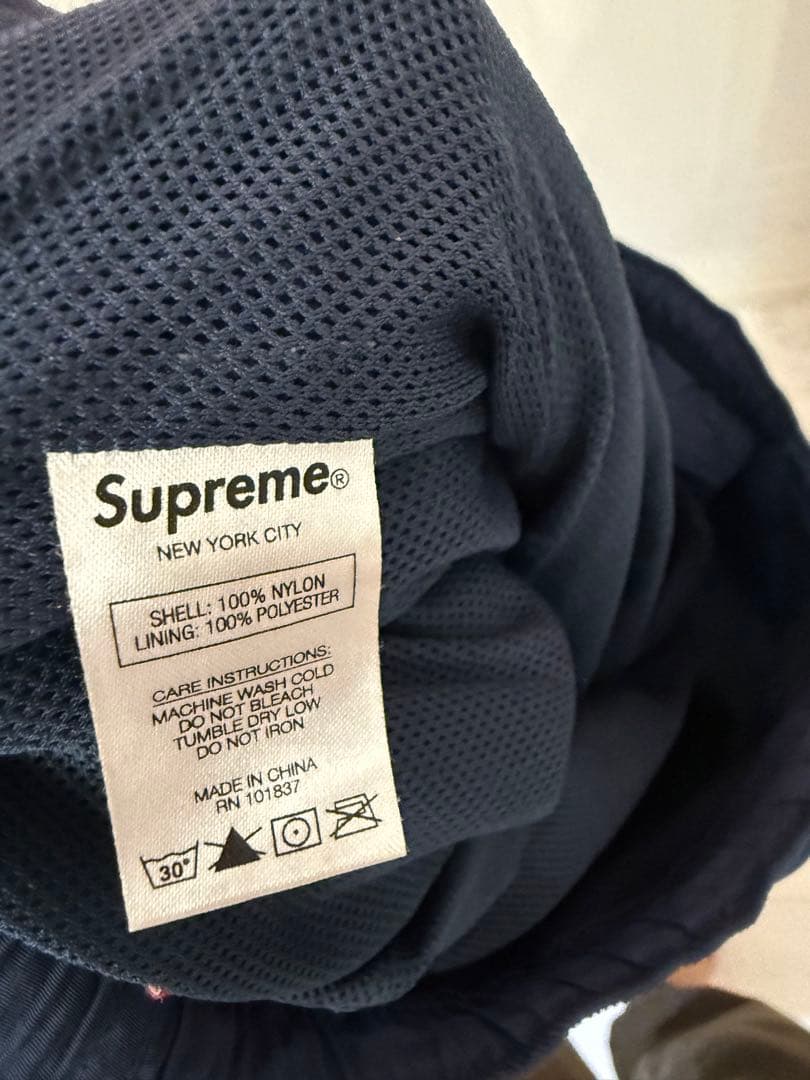 Supreme®
NEW YORK CITY
SHELL: 100% NYLON
LINING: 100% POLYESTER
CARE INSTRUCTIONS:
MACHINE WASH COLD
DO NOT BLEACH
TUMBLE DRY LOW
DO NOT IRON
MADE IN CHINA
RN 101837
30°